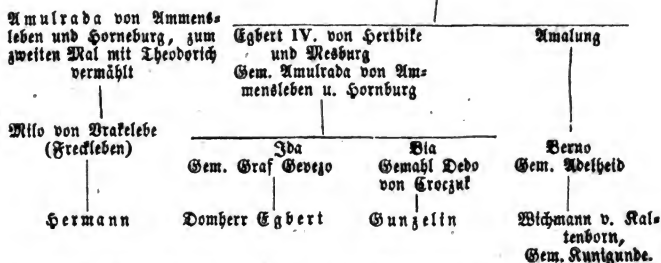 Amulrada von Ammens-
leben und Horneburg, zum
zweiten Mal mit Theodorich
vermählt
Egbert IV. von Hertbike
und Mesburg
Gem. Amulrada von Am-
mensleben u. Hornburg
Amalung
Milo von Vrakelebe
(Freckleben)
Ida
Gem. Graf Gevezo
Bia
Gemahl Dedo
von Croczuk
Berno
Gem. Adelheid
Hermann
Domherr Egbert
Gunzelin
Wichmann v. Kal-
tenborn,
Gem. Kunigunde.